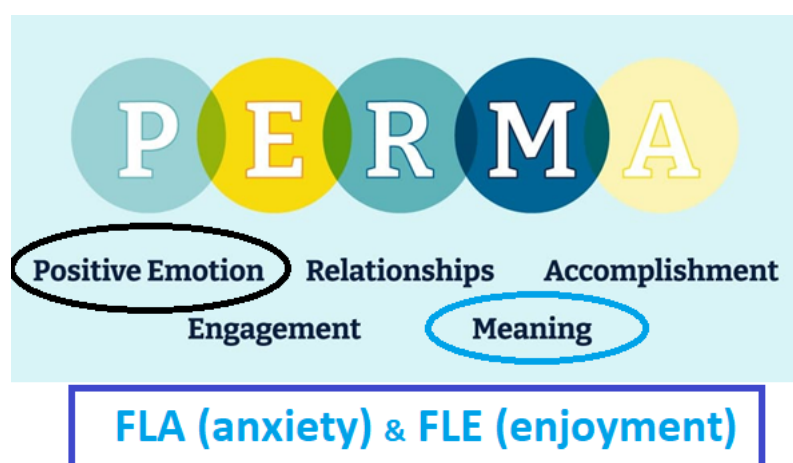 PERMA
Positive Emotion Relationships Accomplishment
Engagement Meaning
FLA (anxiety) & FLE (enjoyment)